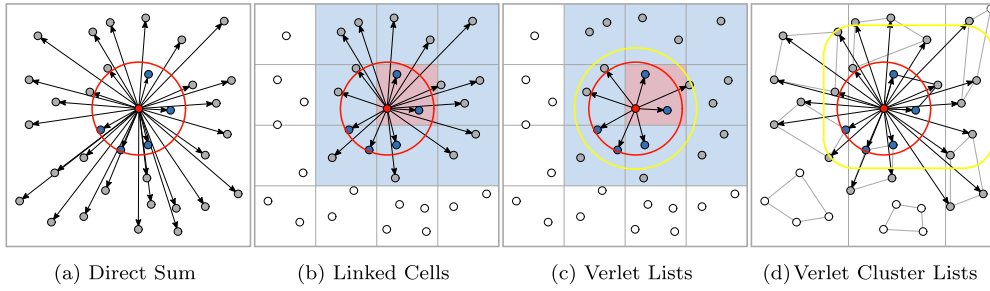 (a) Direct Sum
(b) Linked Cells
(c) Verlet Lists
(d) Verlet Cluster Lists